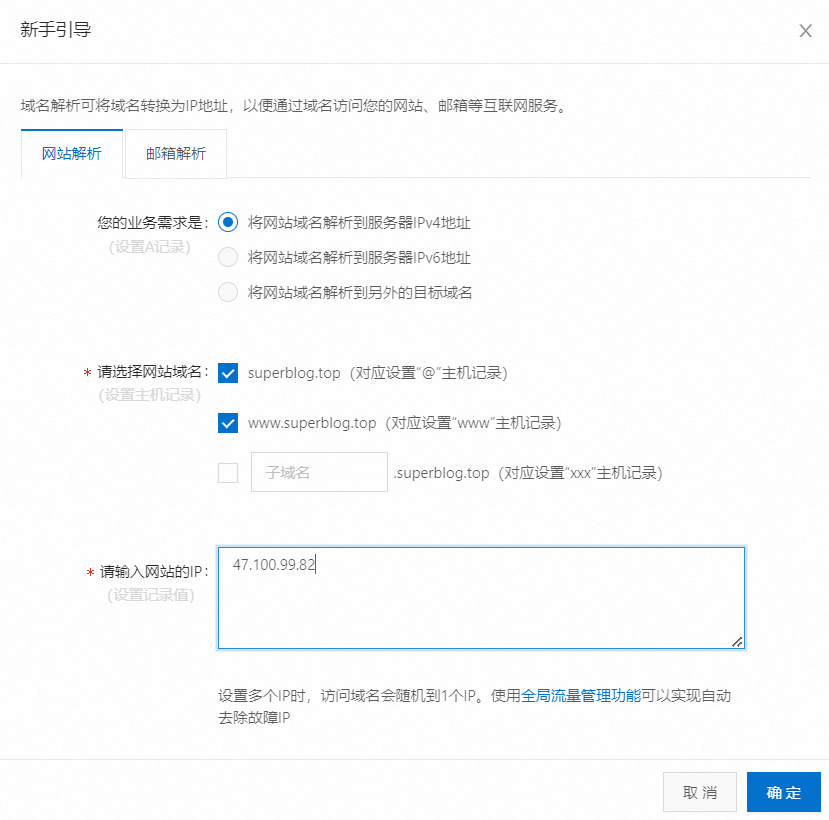 新手引导
域名解析可将域名转换为IP地址，以便通过域名访问您的网站、邮箱等互联网服务。
网站解析 邮箱解析
您的业务需求是： 将网站域名解析到服务器IPv4地址
(设置A记录)
将网站域名解析到服务器IPv6地址
将网站域名解析到另外的目标域名
* 请选择网站域名： superblog.top（对应设置“@”主机记录）
(设置主机记录)
www.superblog.top（对应设置“www”主机记录）
子域名 .superblog.top（对应设置“xxx”主机记录）
* 请输入网站的IP： 47.100.99.82
(设置记录值)
设置多个IP时，访问域名会随机到1个IP。使用全局流量管理功能可以实现自动
去除故障IP
取 消 确 定